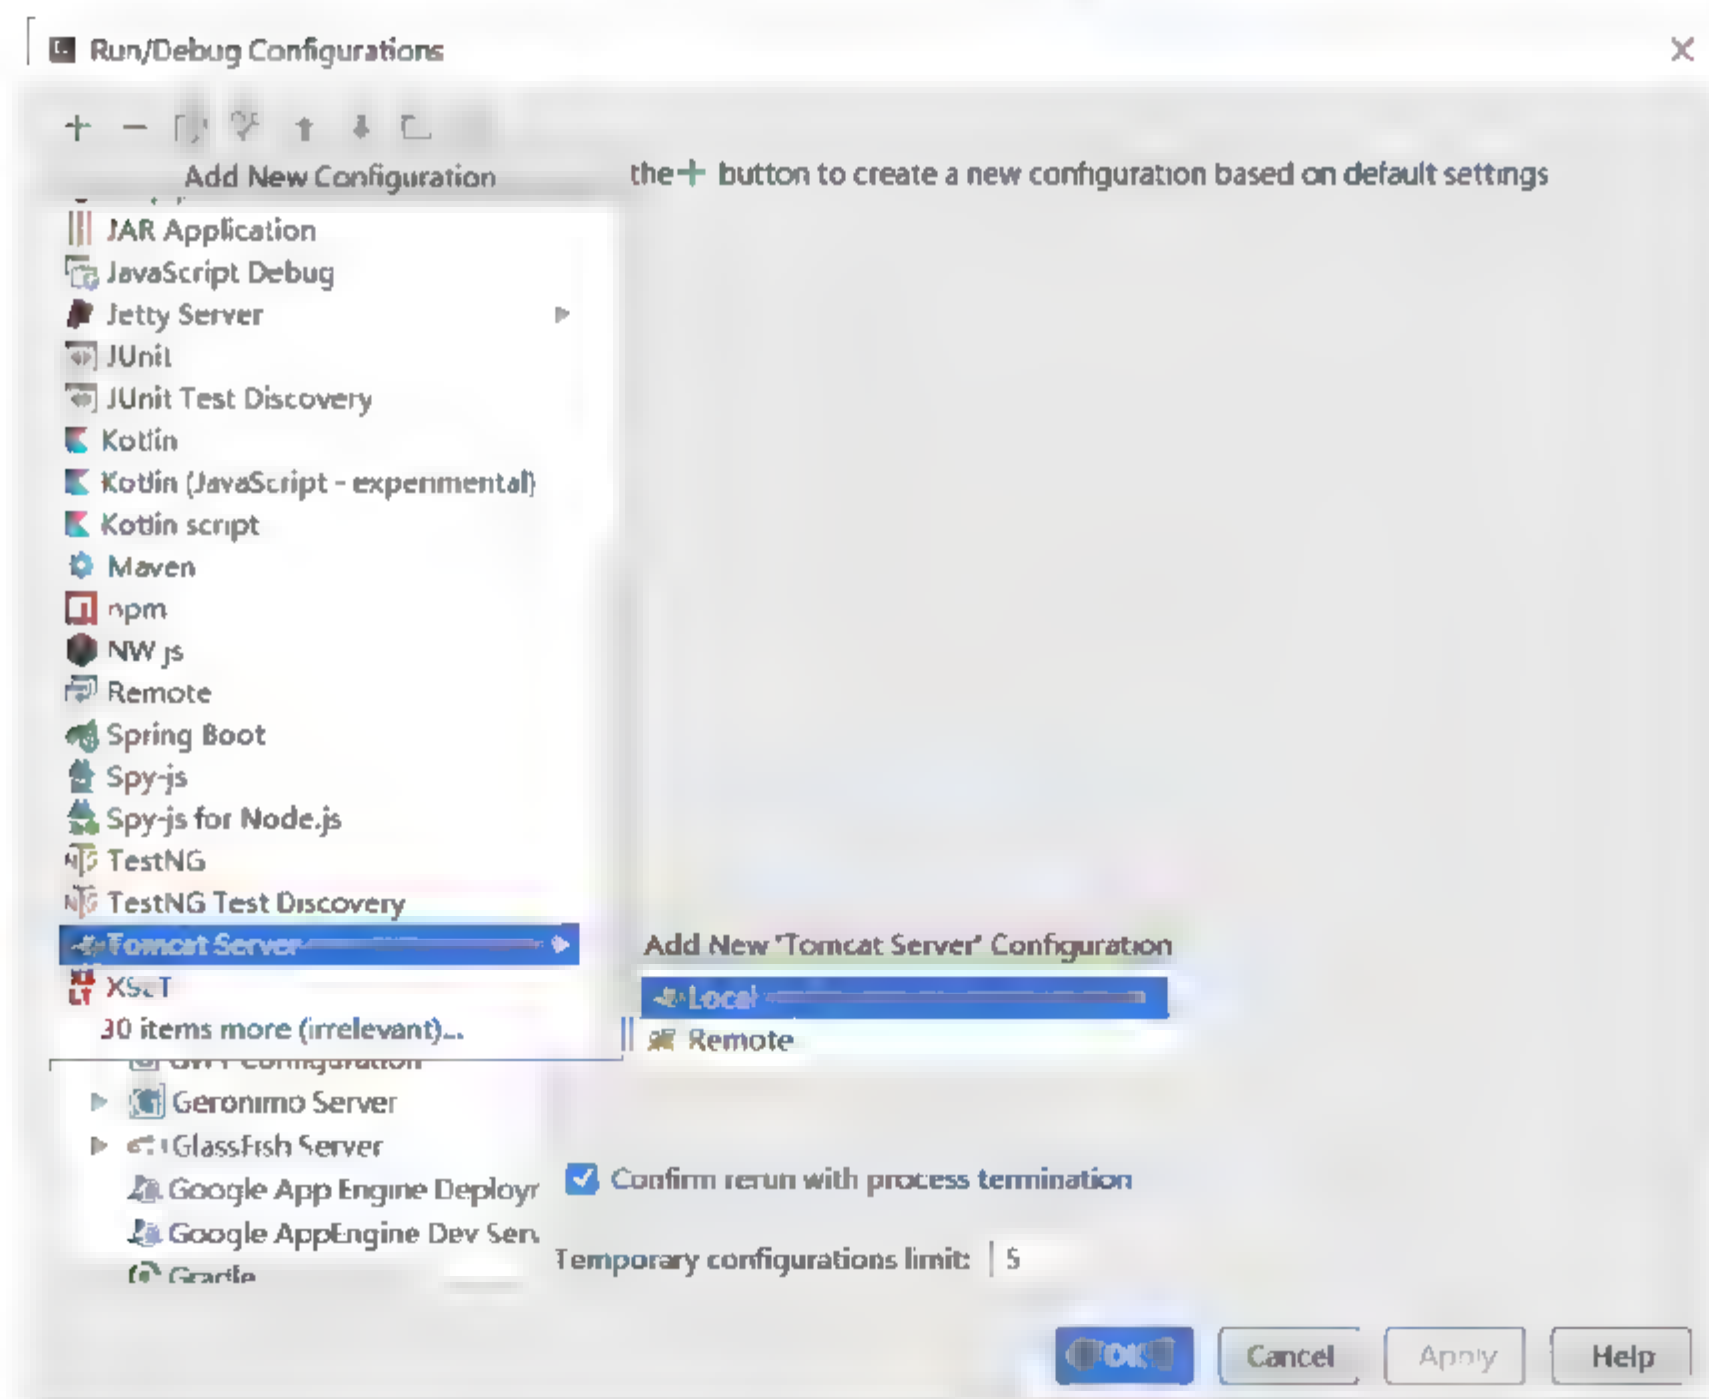 Run/Debug Configurations
Add New Configuration
the + button to create a new configuration based on default settings
JAR Application
JavaScript Debug
Jetty Server
JUnit
JUnit Test Discovery
Kotlin
Kotlin (JavaScript - experimental)
Kotlin script
Maven
npm
NW.js
Remote
Spring Boot
Spy-js
Spy-js for Node.js
TestNG
TestNG Test Discovery
Tomcat Server
Add New 'Tomcat Server' Configuration
Local
XSLT
30 items more (irrelevant)...
Remote
Configuration
Geronimo Server
GlassFish Server
Google App Engine Deployr
Confirm rerun with process termination
Google AppEngine Dev Serv
Temporary configurations limit: 5
Gradle
OK
Cancel
Apply
Help